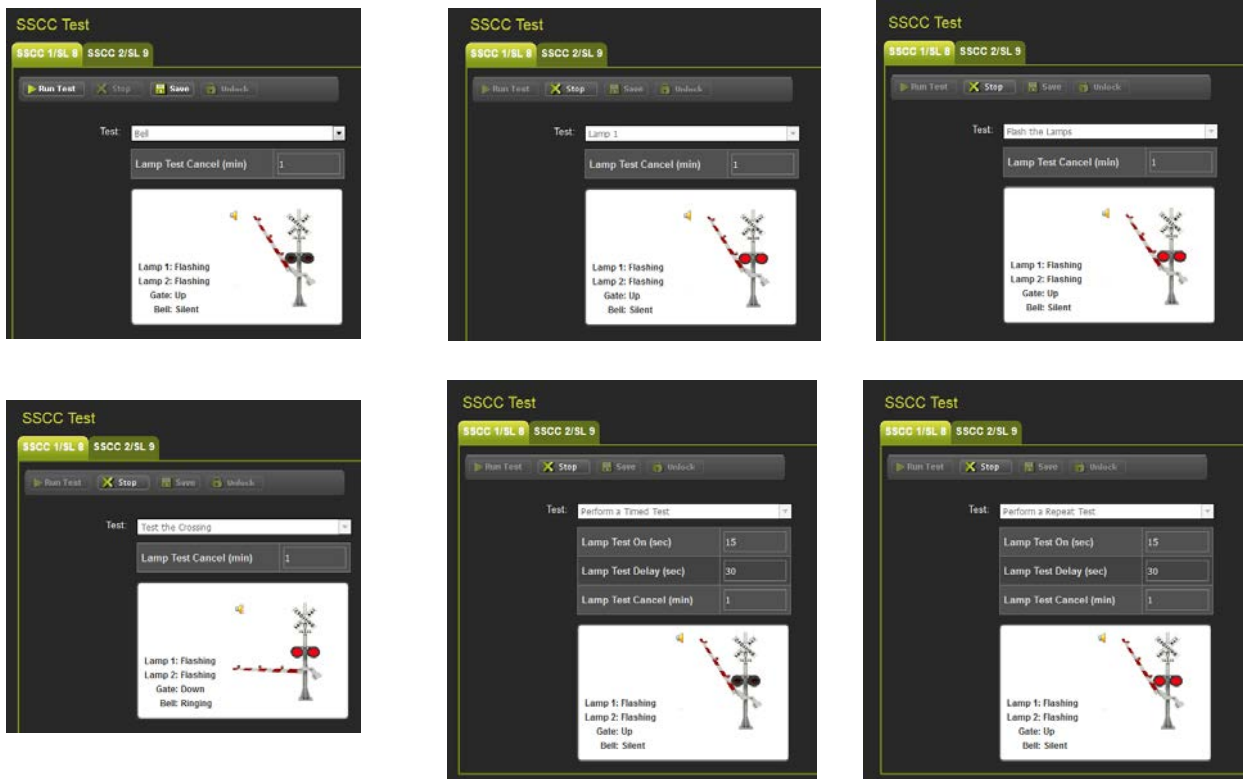 SSCC Test
SSCC 1/SL 8 SSCC 2/SL 9
Run Test Stop Save Unlock
Test: Bell
Lamp Test Cancel (min) 1
Lamp 1: Flashing
Lamp 2: Flashing
Gate: Up
Bell: Silent
SSCC Test
SSCC 1/SL 8 SSCC 2/SL 9
Run Test Stop Save Unlock
Test: Lamp 1
Lamp Test Cancel (min) 1
Lamp 1: Flashing
Lamp 2: Flashing
Gate: Up
Bell: Silent
SSCC Test
SSCC 1/SL 8 SSCC 2/SL 9
Run Test Stop Save Unlock
Test: Flash the Lamps
Lamp Test Cancel (min) 1
Lamp 1: Flashing
Lamp 2: Flashing
Gate: Up
Bell: Silent
SSCC Test
SSCC 1/SL 8 SSCC 2/SL 9
Run Test Stop Save Unlock
Test: Test the Crossing
Lamp Test Cancel (min) 1
Lamp 1: Flashing
Lamp 2: Flashing
Gate: Down
Bell: Ringing
SSCC Test
SSCC 1/SL 8 SSCC 2/SL 9
Run Test Stop Save Unlock
Test: Perform a Timed Test
Lamp Test On (sec) 15
Lamp Test Delay (sec) 30
Lamp Test Cancel (min) 1
Lamp 1: Flashing
Lamp 2: Flashing
Gate: Up
Bell: Silent
SSCC Test
SSCC 1/SL 8 SSCC 2/SL 9
Run Test Stop Save Unlock
Test: Perform a Repeat Test
Lamp Test On (sec) 15
Lamp Test Delay (sec) 30
Lamp Test Cancel (min) 1
Lamp 1: Flashing
Lamp 2: Flashing
Gate: Up
Bell: Silent